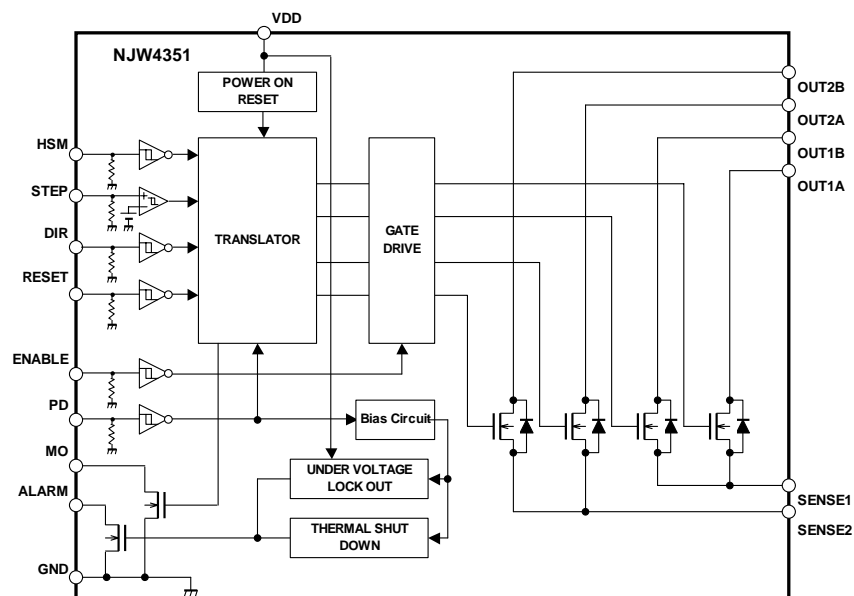 VDD
NJW4351
POWER ON
RESET
OUT2B
OUT2A
OUT1B
OUT1A
HSM
STEP
DIR
RESET
TRANSLATOR
GATE
DRIVE
ENABLE
PD
MO
ALARM
GND
Bias Circuit
UNDER VOLTAGE
LOCK OUT
THERMAL SHUT
DOWN
SENSE1
SENSE2